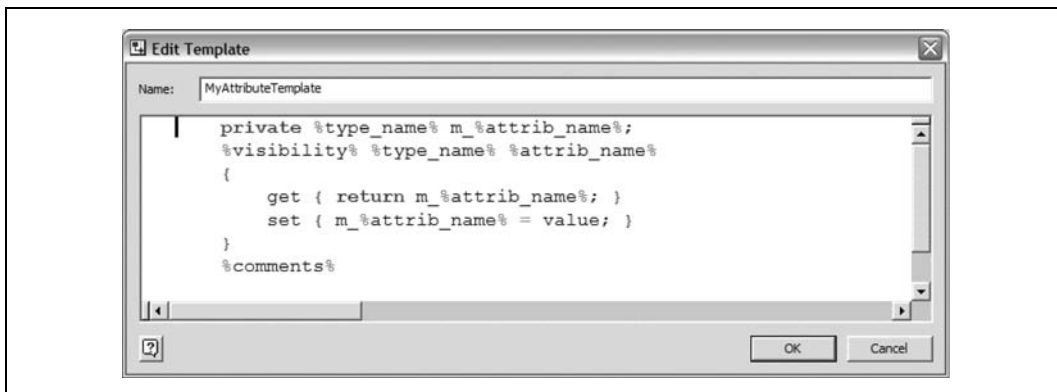 Edit Template
Name: MyAttributeTemplate
private %type_name% m_%attrib_name%;
%visibility% %type_name% %attrib_name%
{
get { return m_%attrib_name%; }
set { m_%attrib_name% = value; }
}
%comments%
OK Cancel